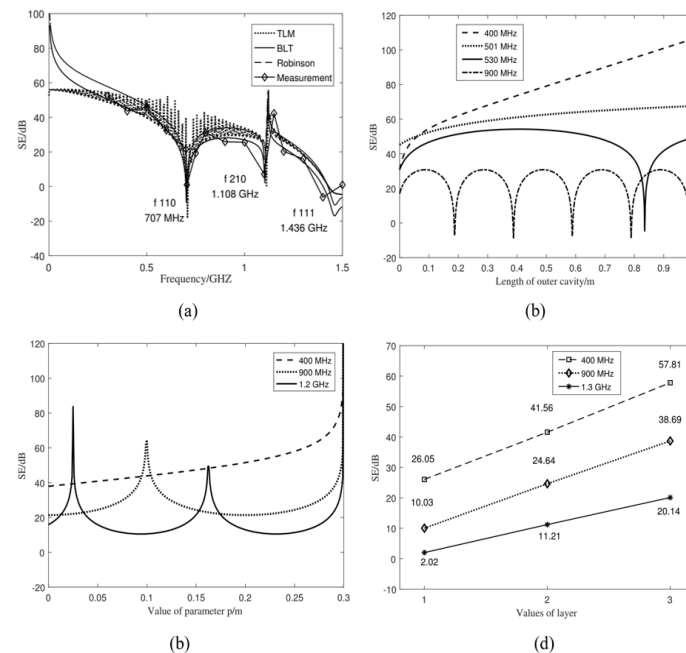 100
80
60
40
20
0
-20
-40
SE/dB
0
0.5
1
1.5
Frequency/GHZ
TLM
BLT
Robinson
Measurement
f 110
707 MHz
f 210
1.108 GHz
f 111
1.436 GHz
(a)
120
100
80
60
40
20
0
-20
SE/dB
0
0.1
0.2
0.3
0.4
0.5
0.6
0.7
0.8
0.9
Length of outer cavity/m
400 MHz
501 MHz
530 MHz
900 MHz
(b)
120
100
80
60
40
20
0
-20
SE/dB
0
0.05
0.1
0.15
0.2
0.25
0.3
Value of parameter p/m
400 MHz
900 MHz
1.2 GHz
(b)
70
60
50
40
30
20
10
0
-10
SE/dB
1
2
3
Values of layer
400 MHz
900 MHz
1.3 GHz
26.05
41.56
57.81
10.03
24.64
38.69
2.02
11.21
20.14
(d)